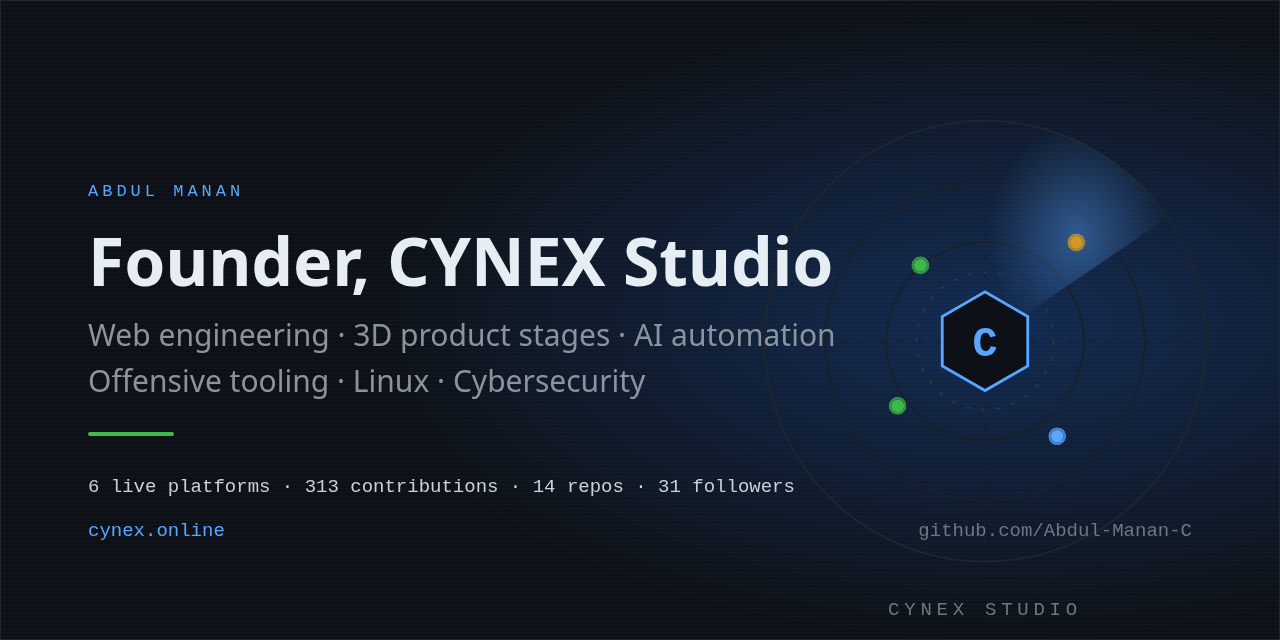 ABDUL MANAN
Founder, CYNEX Studio
Web engineering · 3D product stages · AI automation
Offensive tooling · Linux · Cybersecurity
C
6 live platforms · 313 contributions · 14 repos · 31 followers
cynex.online
github.com/Abdul-Manan-C
CYNEX STUDIO